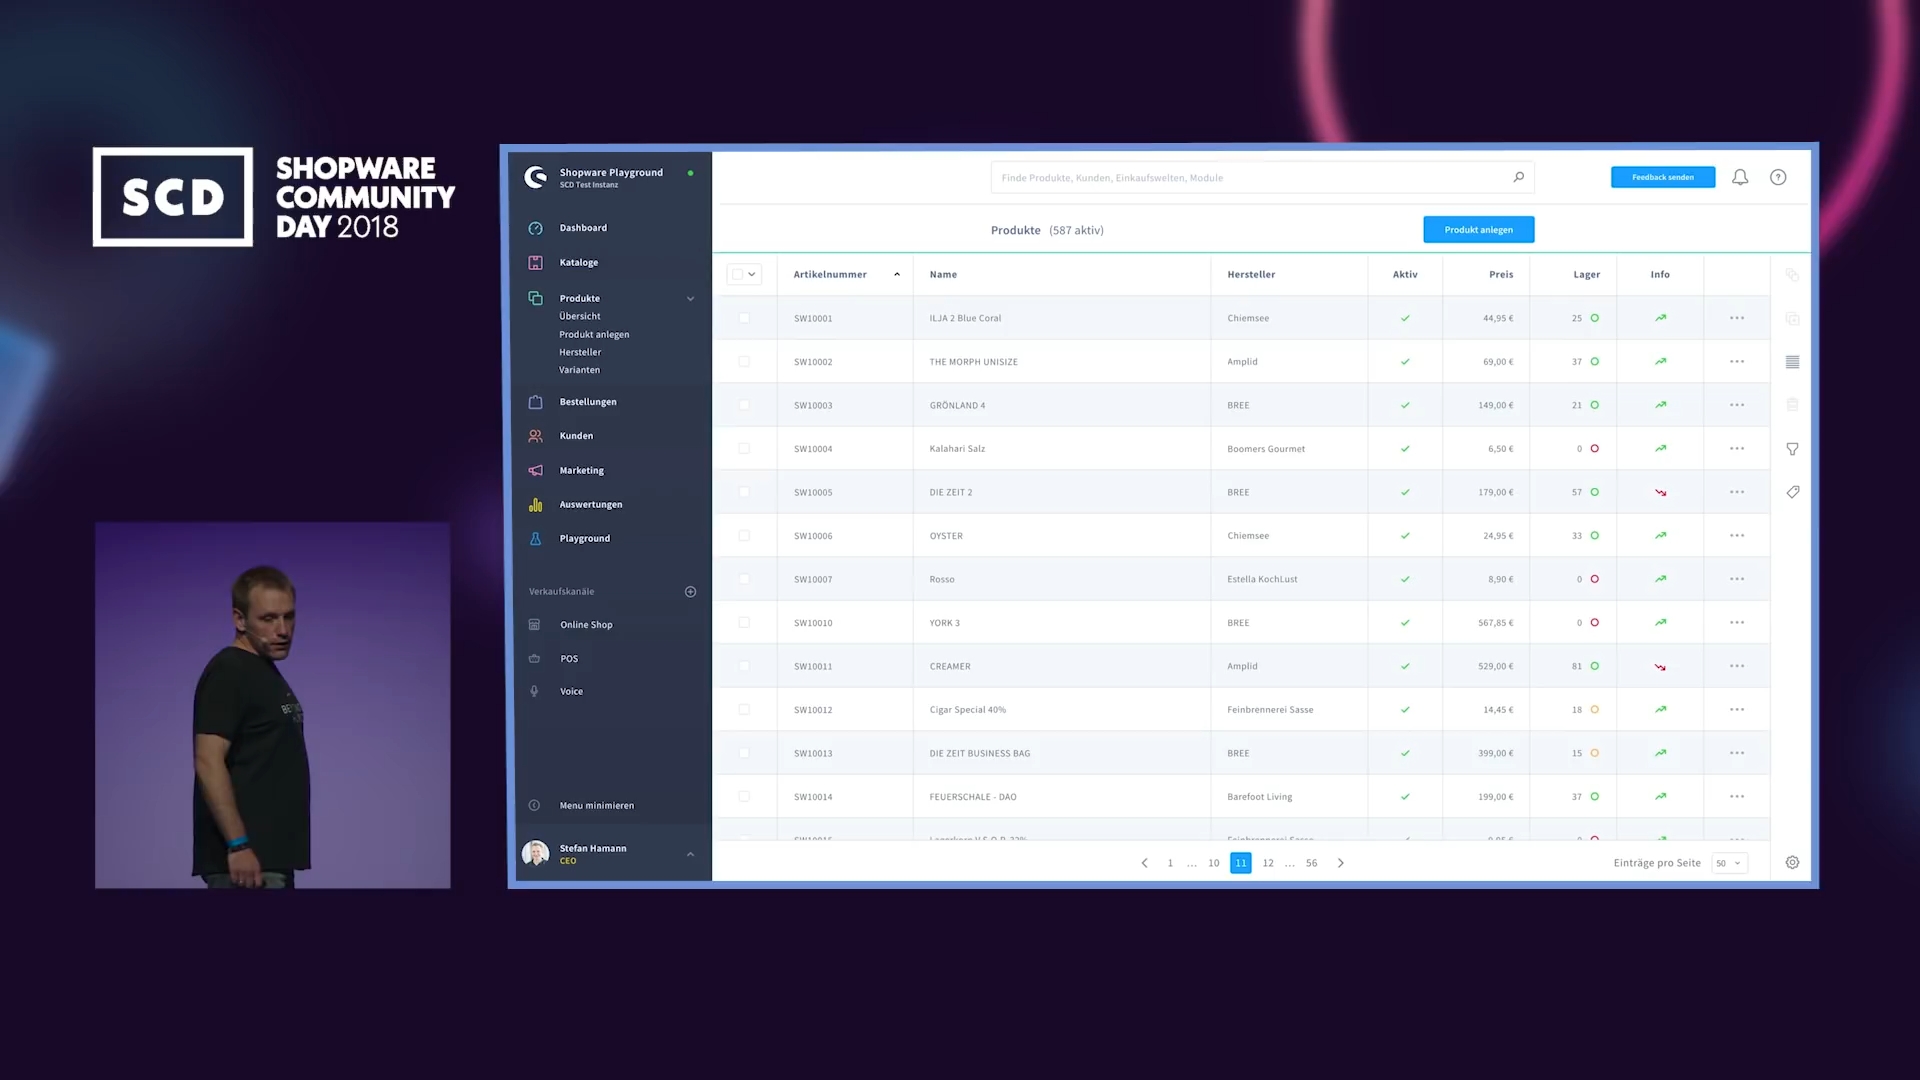 SCD
SHOPWARE
COMMUNITY
DAY 2018
Shopware Playground
SCD Test Instanz
Dashboard
Kataloge
Produkte
Übersicht
Produkt anlegen
Hersteller
Varianten
Bestellungen
Kunden
Marketing
Auswertungen
Playground
Verkaufskanäle
Online Shop
POS
Voice
Menu minimieren
Stefan Hamann
CEO
Finde Produkte, Kunden, Einkaufswelten, Module
Feedback senden
Produkte (587 aktiv)
Produkt anlegen
Artikelnummer Name Hersteller Aktiv Preis Lager Info
SW10001 ILJA 2 Blue Coral Chiemsee 44,95 € 25
SW10002 THE MORPH UNISIZE Amplid 69,00 € 37
SW10003 GRÖNLAND 4 BREE 149,00 € 21
SW10004 Kalahari Salz Boomers Gourmet 6,50 € 0
SW10005 DIE ZEIT 2 BREE 179,00 € 57
SW10006 OYSTER Chiemsee 24,95 € 33
SW10007 Rosso Estella KochLust 8,90 € 0
SW10010 YORK 3 BREE 567,85 € 0
SW10011 CREAMER Amplid 529,00 € 81
SW10012 Cigar Special 40% Feinbrennerei Sasse 14,45 € 18
SW10013 DIE ZEIT BUSINESS BAG BREE 399,00 € 15
SW10014 FEUERSCHALE - DAO Barefoot Living 199,00 € 37
1 ... 10 11 12 ... 56
Einträge pro Seite 50